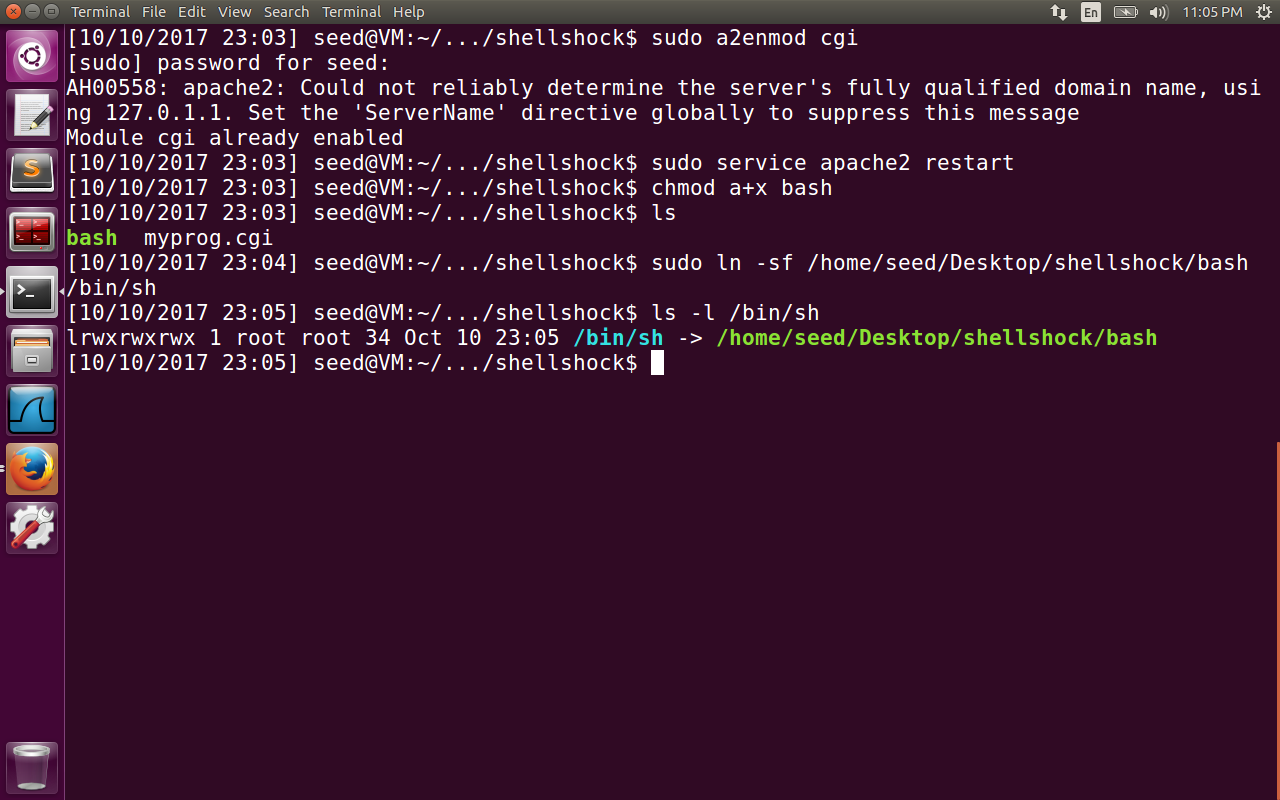 Terminal File Edit View Search Terminal Help En 11:05 PM
[10/10/2017 23:03] seed@VM:~/.../shellshock$ sudo a2enmod cgi
[sudo] password for seed:
AH00558: apache2: Could not reliably determine the server's fully qualified domain name, usi
ng 127.0.1.1. Set the 'ServerName' directive globally to suppress this message
Module cgi already enabled
[10/10/2017 23:03] seed@VM:~/.../shellshock$ sudo service apache2 restart
[10/10/2017 23:03] seed@VM:~/.../shellshock$ chmod a+x bash
[10/10/2017 23:03] seed@VM:~/.../shellshock$ ls
bash  myprog.cgi
[10/10/2017 23:04] seed@VM:~/.../shellshock$ sudo ln -sf /home/seed/Desktop/shellshock/bash
/bin/sh
[10/10/2017 23:05] seed@VM:~/.../shellshock$ ls -l /bin/sh
lrwxrwxrwx 1 root root 34 Oct 10 23:05 /bin/sh -> /home/seed/Desktop/shellshock/bash
[10/10/2017 23:05] seed@VM:~/.../shellshock$